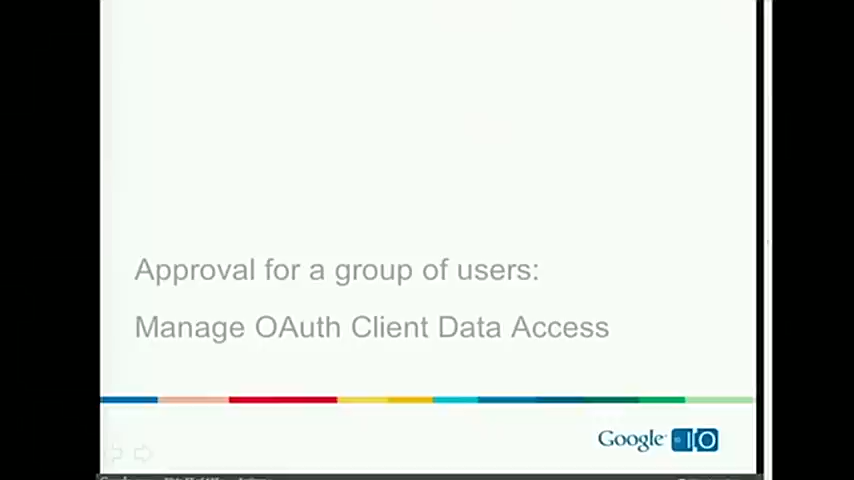 Approval for a group of users:
Manage OAuth Client Data Access
Google IO